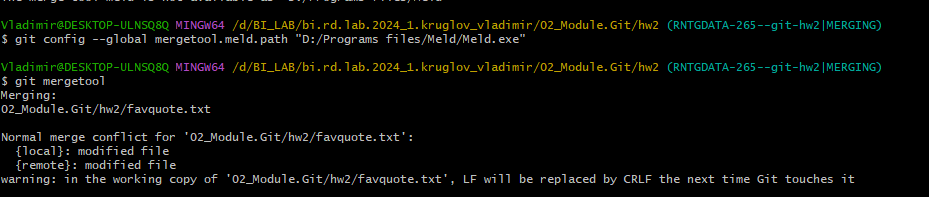 Vladimir@DESKTOP-ULNSQ8Q MINGW64 /d/BI_LAB/bi.rd.lab.2024_1.kruglov_vladimir/02_Module.Git/hw2 (RNTGDATA-265--git-hw2|MERGING)
$ git config --global mergetool.meld.path "D:/Programs files/Meld/Meld.exe"
Vladimir@DESKTOP-ULNSQ8Q MINGW64 /d/BI_LAB/bi.rd.lab.2024_1.kruglov_vladimir/02_Module.Git/hw2 (RNTGDATA-265--git-hw2|MERGING)
$ git mergetool
Merging:
02_Module.Git/hw2/favquote.txt
Normal merge conflict for '02_Module.Git/hw2/favquote.txt':
{local}: modified file
{remote}: modified file
warning: in the working copy of '02_Module.Git/hw2/favquote.txt', LF will be replaced by CRLF the next time Git touches it